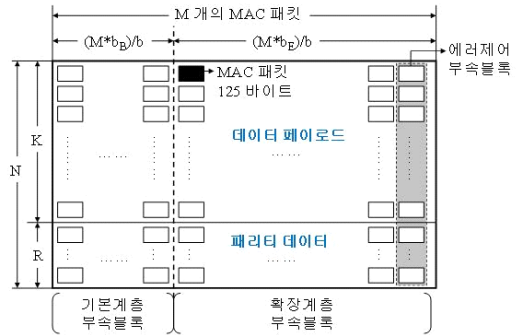 M 개의 MAC 패킷
(M*bB)/b (M*bE)/b
에러제어
부속블록
MAC 패킷
125 바이트
K
데이터 페이로드
...... ......
N
R
패리티 데이터
...... ......
기본계층
부속블록
확장계층
부속블록